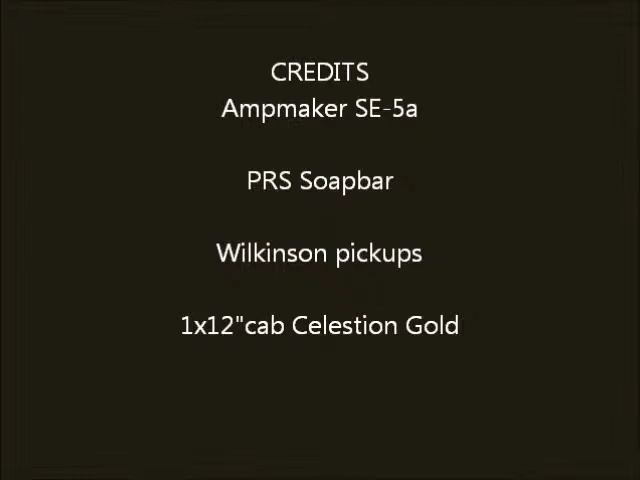 CREDITS
Ampmaker SE-5a
PRS Soapbar
Wilkinson pickups
1x12"cab Celestion Gold